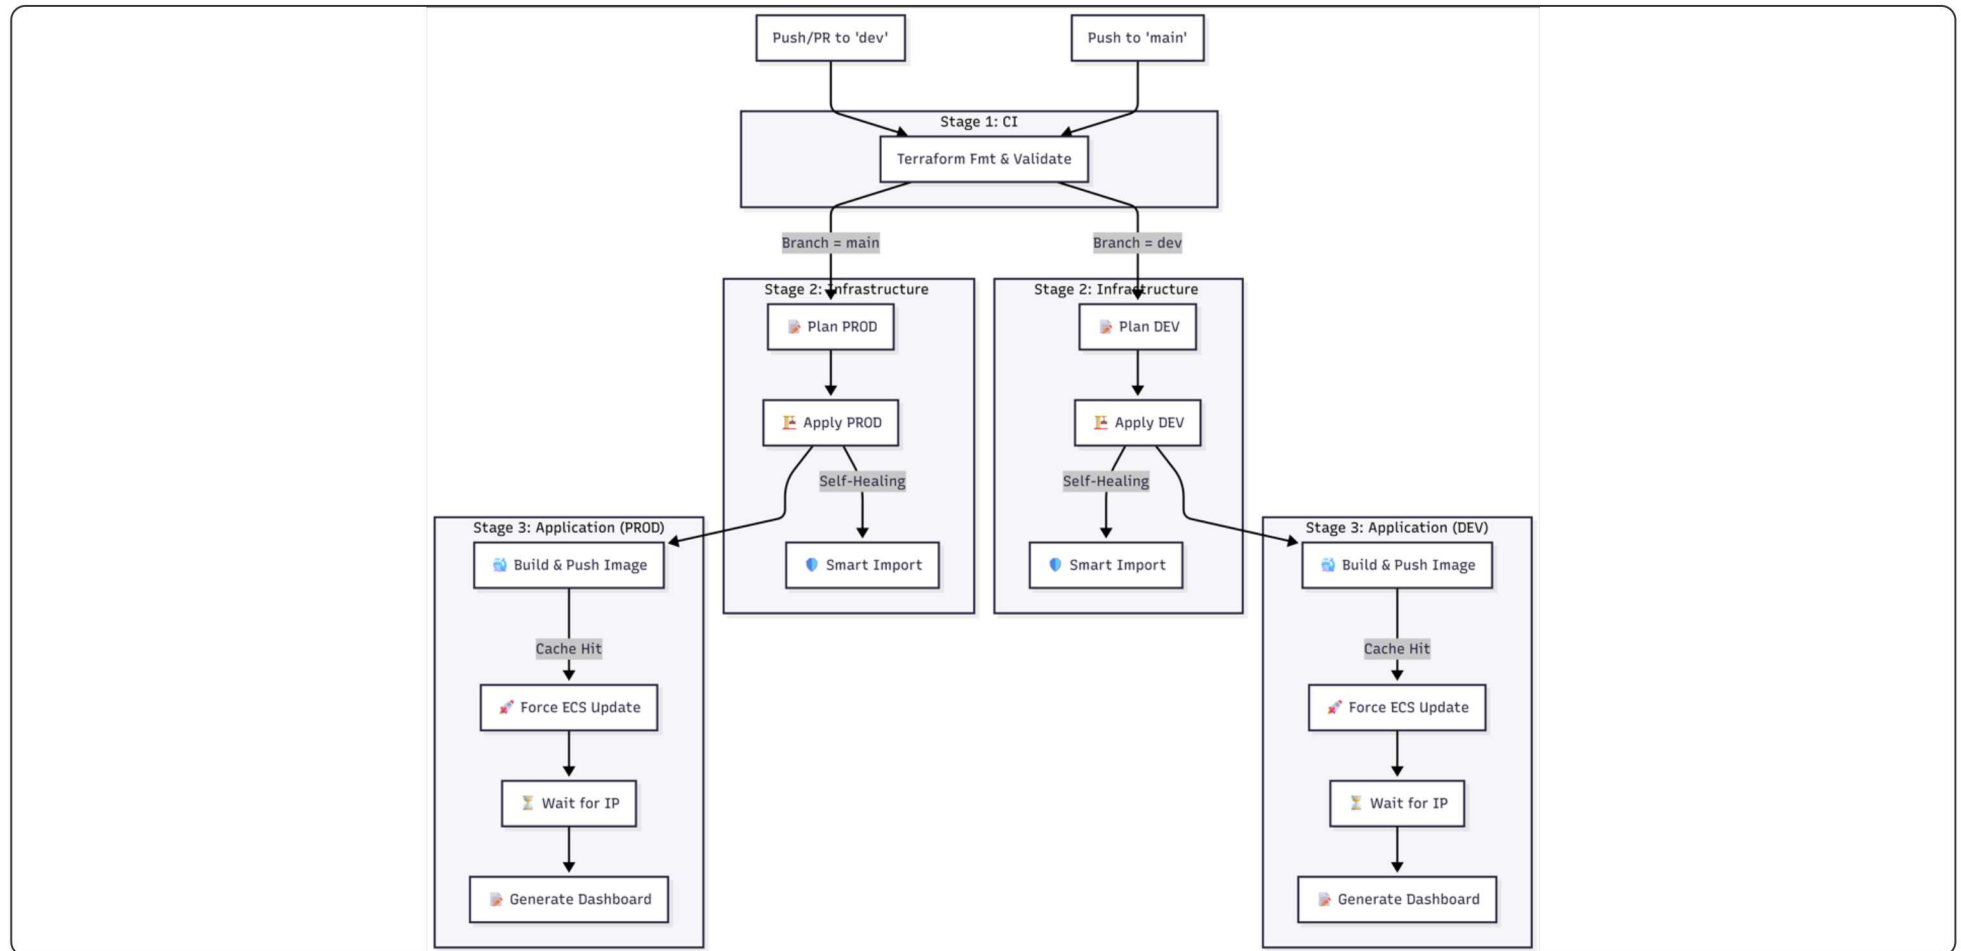 Push/PR to 'dev'
Push to 'main'
Stage 1: CI
Terraform Fmt & Validate
Branch = main
Branch = dev
Stage 2: Infrastructure
Stage 2: Infrastructure
Plan PROD
Plan DEV
Apply PROD
Apply DEV
Self-Healing
Self-Healing
Stage 3: Application (PROD)
Stage 3: Application (DEV)
Build & Push Image
Smart Import
Smart Import
Build & Push Image
Cache Hit
Cache Hit
Force ECS Update
Force ECS Update
Wait for IP
Wait for IP
Generate Dashboard
Generate Dashboard